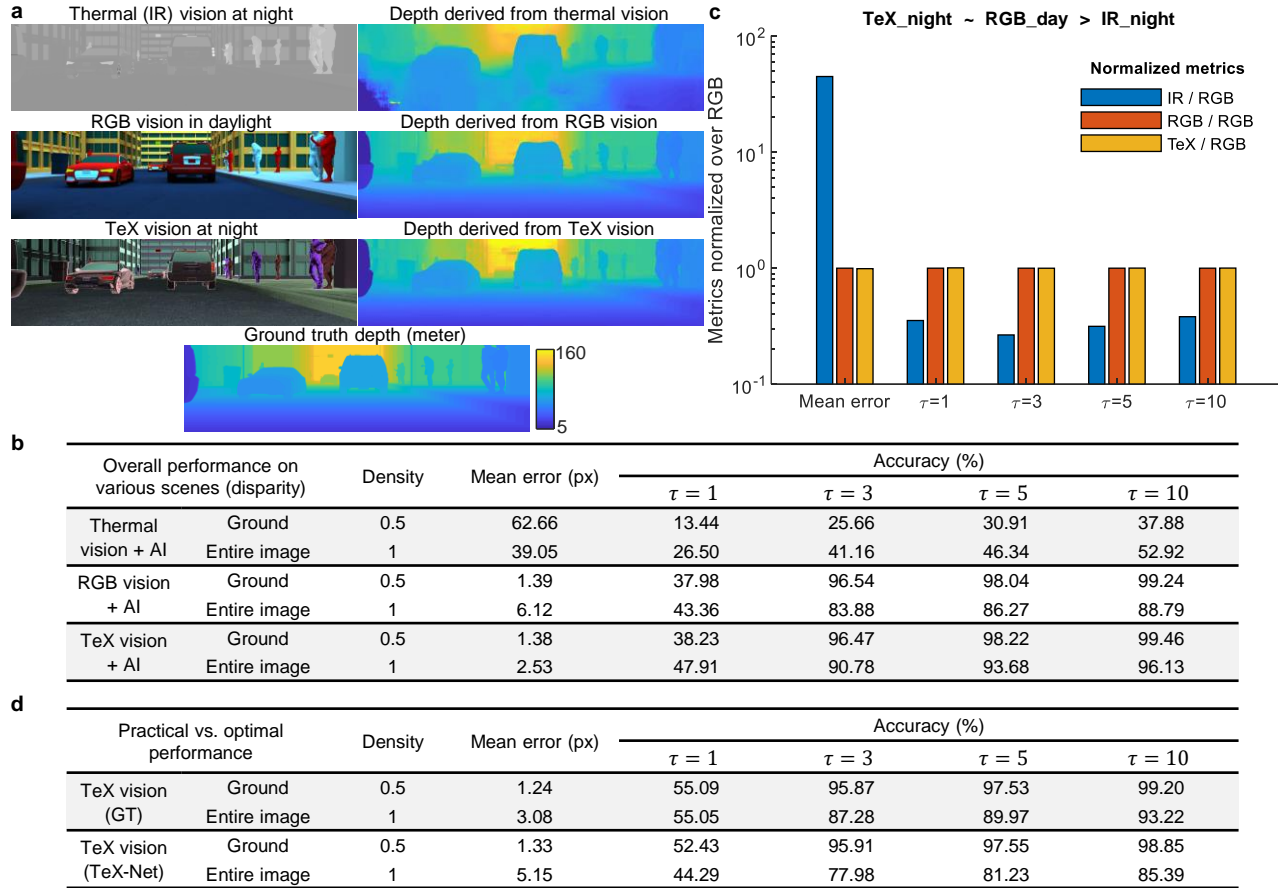 a
Thermal (IR) vision at night
Depth derived from thermal vision
RGB vision in daylight
Depth derived from RGB vision
TeX vision at night
Depth derived from TeX vision
Ground truth depth (meter)
160
5
c
TeX_night ~ RGB_day > IR_night
Metrics normalized over RGB
10²
10¹
10⁰
10⁻¹
Normalized metrics
IR / RGB
RGB / RGB
TeX / RGB
Mean error τ=1 τ=3 τ=5 τ=10
b
Overall performance on various scenes (disparity) Density Mean error (px) Accuracy (%)
τ = 1 τ = 3 τ = 5 τ = 10
Thermal vision + AI Ground 0.5 62.66 13.44 25.66 30.91 37.88
Entire image 1 39.05 26.50 41.16 46.34 52.92
RGB vision + AI Ground 0.5 1.39 37.98 96.54 98.04 99.24
Entire image 1 6.12 43.36 83.88 86.27 88.79
TeX vision + AI Ground 0.5 1.38 38.23 96.47 98.22 99.46
Entire image 1 2.53 47.91 90.78 93.68 96.13
d
Practical vs. optimal performance Density Mean error (px) Accuracy (%)
τ = 1 τ = 3 τ = 5 τ = 10
TeX vision (GT) Ground 0.5 1.24 55.09 95.87 97.53 99.20
Entire image 1 3.08 55.05 87.28 89.97 93.22
TeX vision (TeX-Net) Ground 0.5 1.33 52.43 95.91 97.55 98.85
Entire image 1 5.15 44.29 77.98 81.23 85.39